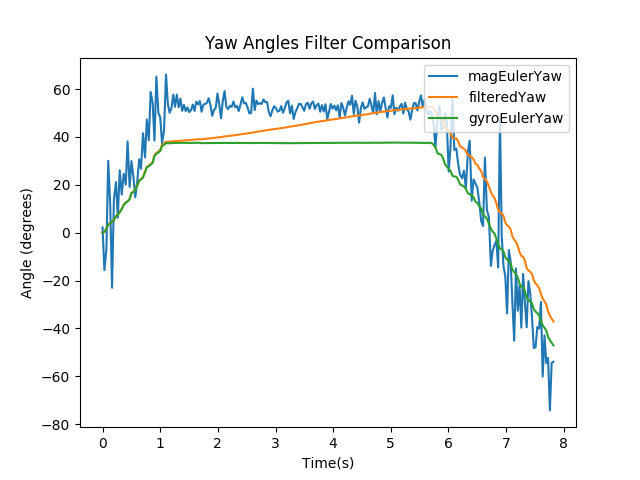 Yaw Angles Filter Comparison
magEulerYaw
filteredYaw
gyroEulerYaw
60
40
20
0
−20
−40
−60
−80
Angle (degrees)
0 1 2 3 4 5 6 7 8
Time(s)